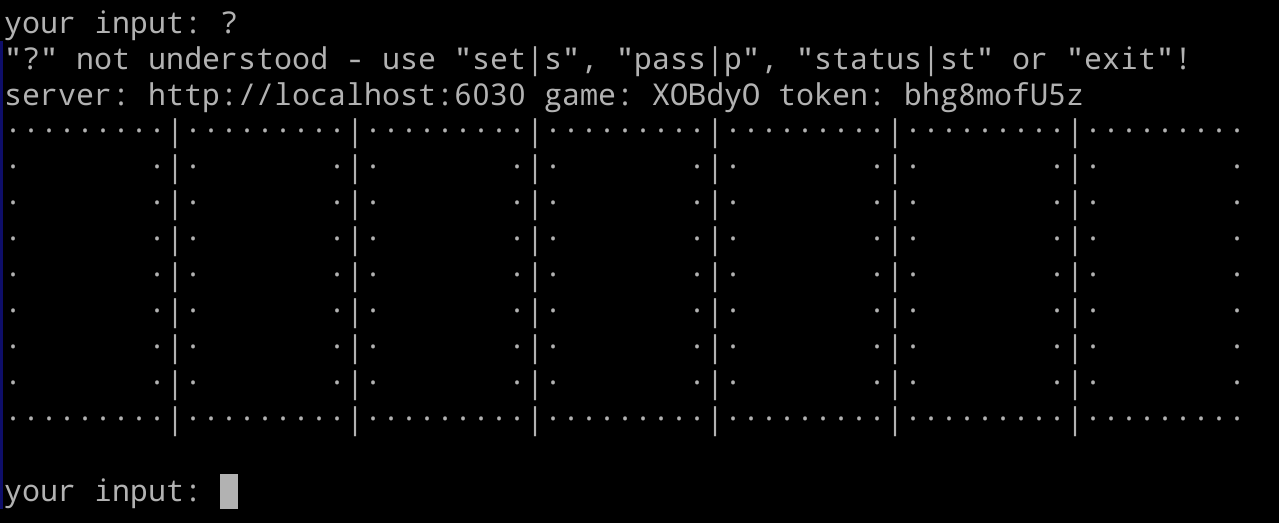 your input: ?
"?" not understood - use "set|s", "pass|p", "status|st" or "exit"!
server: http://localhost:6030 game: XOBdyO token: bhg8mofU5z
·········|·········|·········|·········|·········|·········|·········
·       ·|·       ·|·       ·|·       ·|·       ·|·       ·|·       ·
·       ·|·       ·|·       ·|·       ·|·       ·|·       ·|·       ·
·       ·|·       ·|·       ·|·       ·|·       ·|·       ·|·       ·
·       ·|·       ·|·       ·|·       ·|·       ·|·       ·|·       ·
·       ·|·       ·|·       ·|·       ·|·       ·|·       ·|·       ·
·       ·|·       ·|·       ·|·       ·|·       ·|·       ·|·       ·
·       ·|·       ·|·       ·|·       ·|·       ·|·       ·|·       ·
·········|·········|·········|·········|·········|·········|·········
your input: